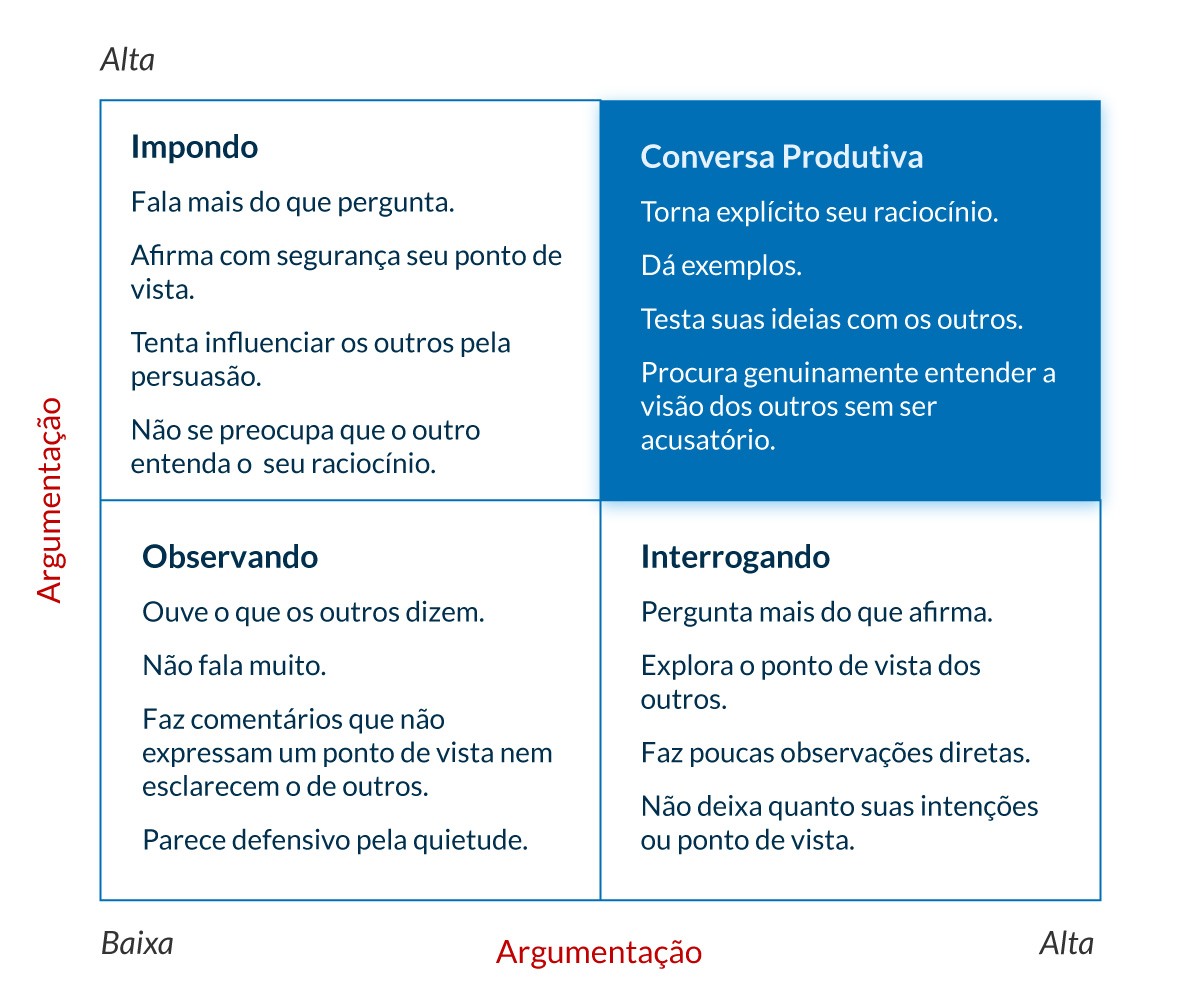 Alta
Impondo
Fala mais do que pergunta.
Afirma com segurança seu ponto de
vista.
Tenta influenciar os outros pela
persuasão.
Não se preocupa que o outro
entenda o  seu raciocínio.
Conversa Produtiva
Torna explícito seu raciocínio.
Dá exemplos.
Testa suas ideias com os outros.
Procura genuinamente entender a
visão dos outros sem ser
acusatório.
Argumentação
Observando
Ouve o que os outros dizem.
Não fala muito.
Faz comentários que não
expressam um ponto de vista nem
esclarecem o de outros.
Parece defensivo pela quietude.
Interrogando
Pergunta mais do que afirma.
Explora o ponto de vista dos
outros.
Faz poucas observações diretas.
Não deixa quanto suas intenções
ou ponto de vista.
Baixa
Argumentação
Alta